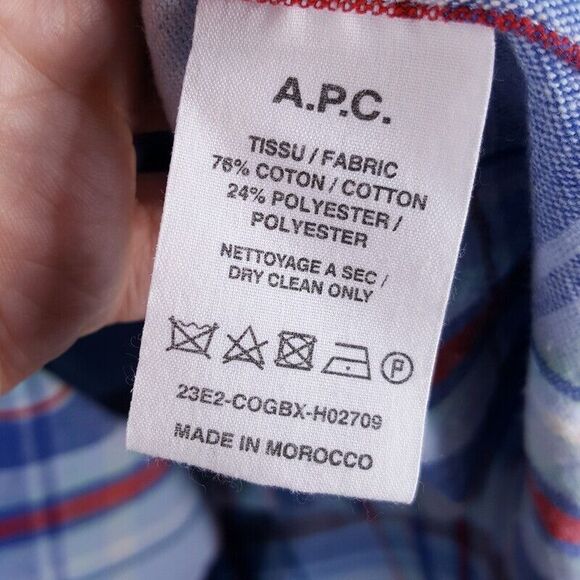 A.P.C.
TISSU / FABRIC
76% COTON / COTTON
24% POLYESTER /
POLYESTER
NETTOYAGE A SEC /
DRY CLEAN ONLY
P
23E2-COGBX-H02709
MADE IN MOROCCO